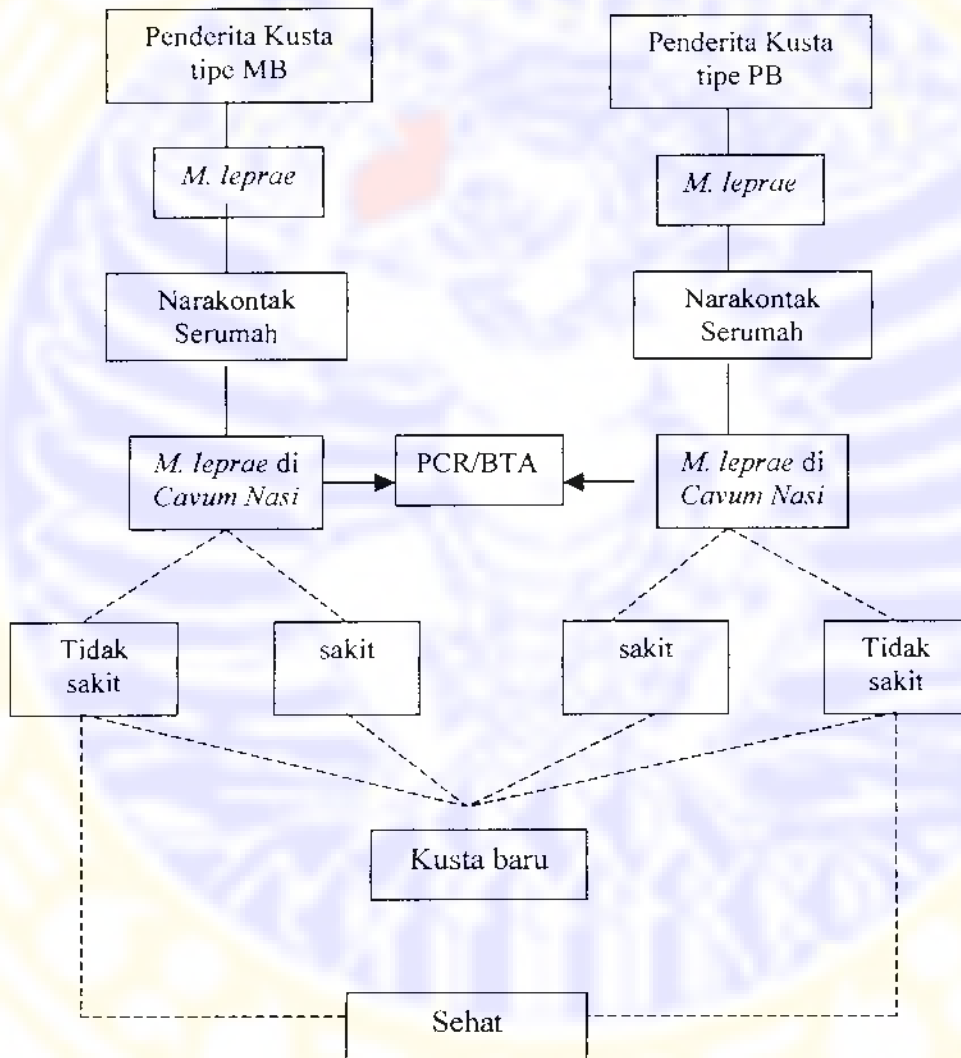 Penderita Kusta
tipe MB
Penderita Kusta
tipe PB
M. leprae
M. leprae
Narakontak
Serumah
Narakontak
Serumah
M. leprae di
Cavum Nasi
PCR/BTA
M. leprae di
Cavum Nasi
Tidak
sakit
sakit
sakit
Tidak
sakit
Kusta baru
Sehat